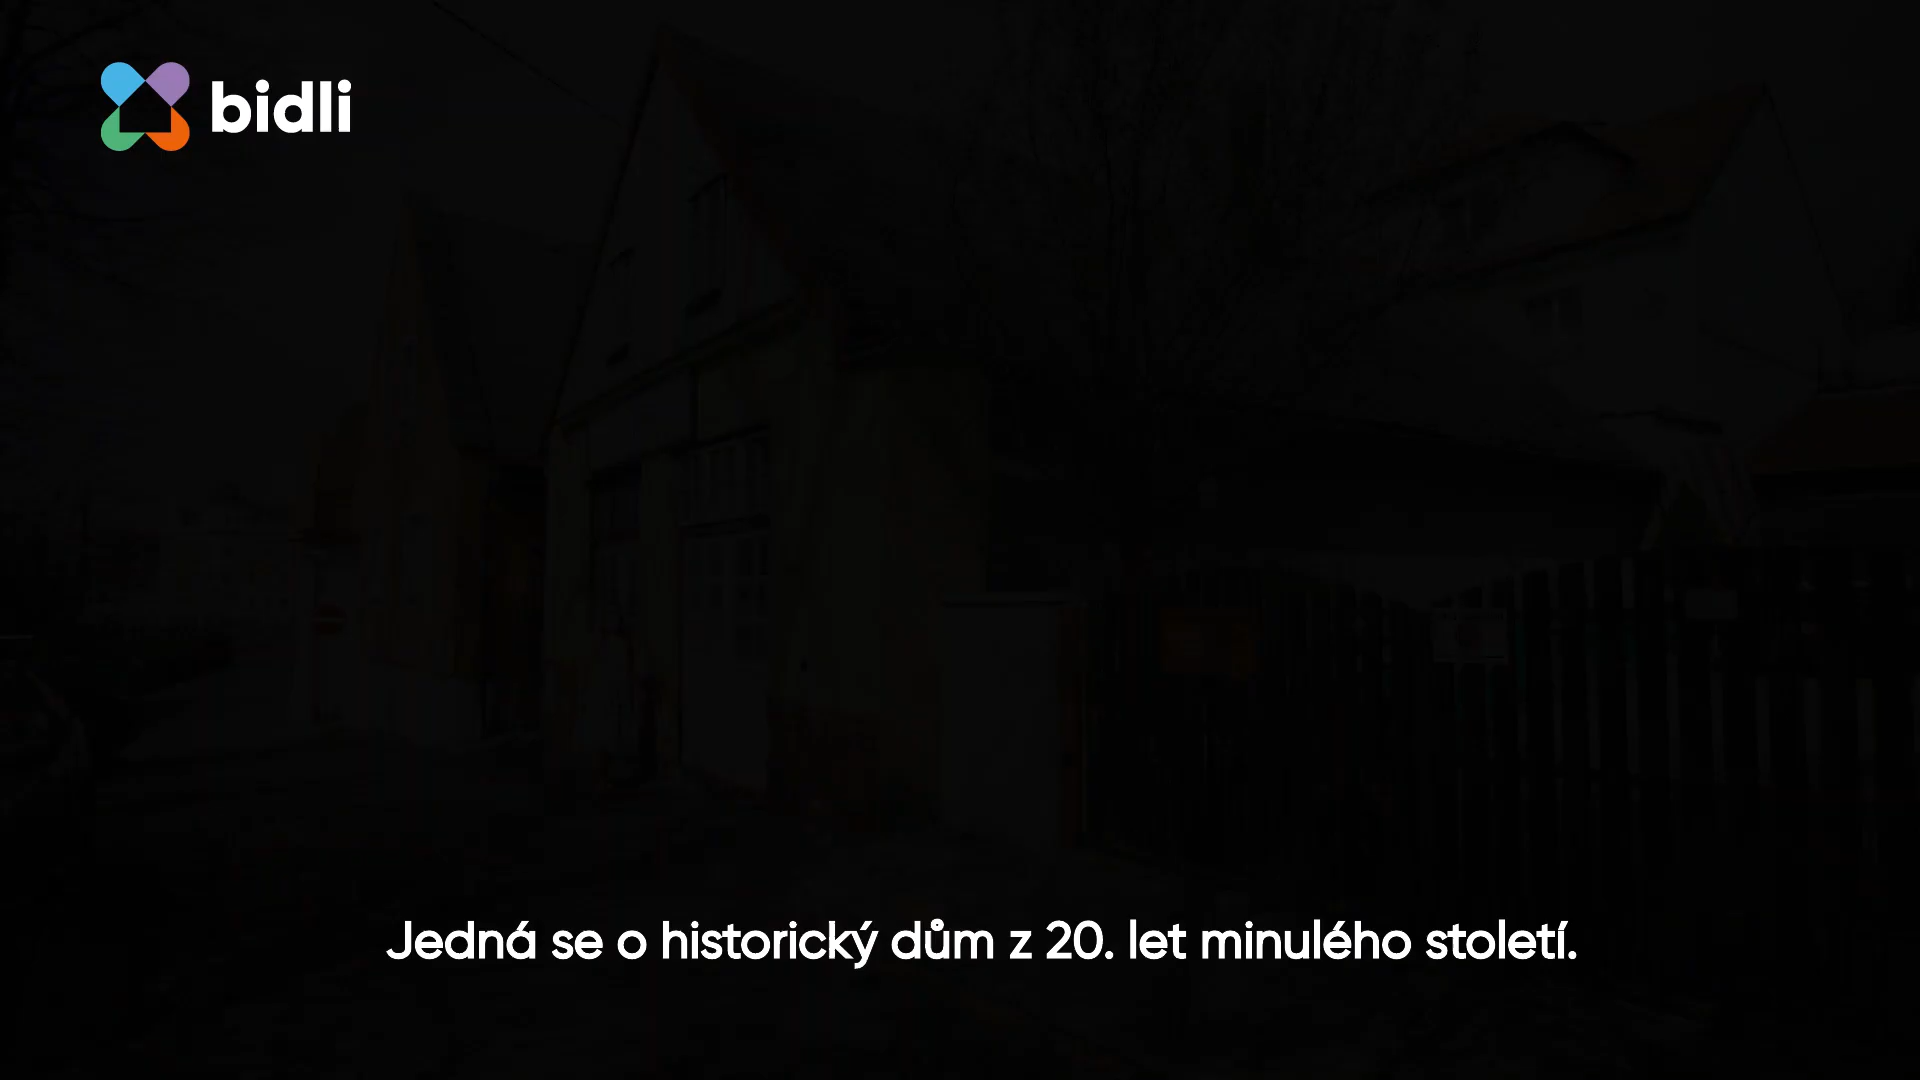 bidli
Jedná se o historický dům z 20. let minulého století.